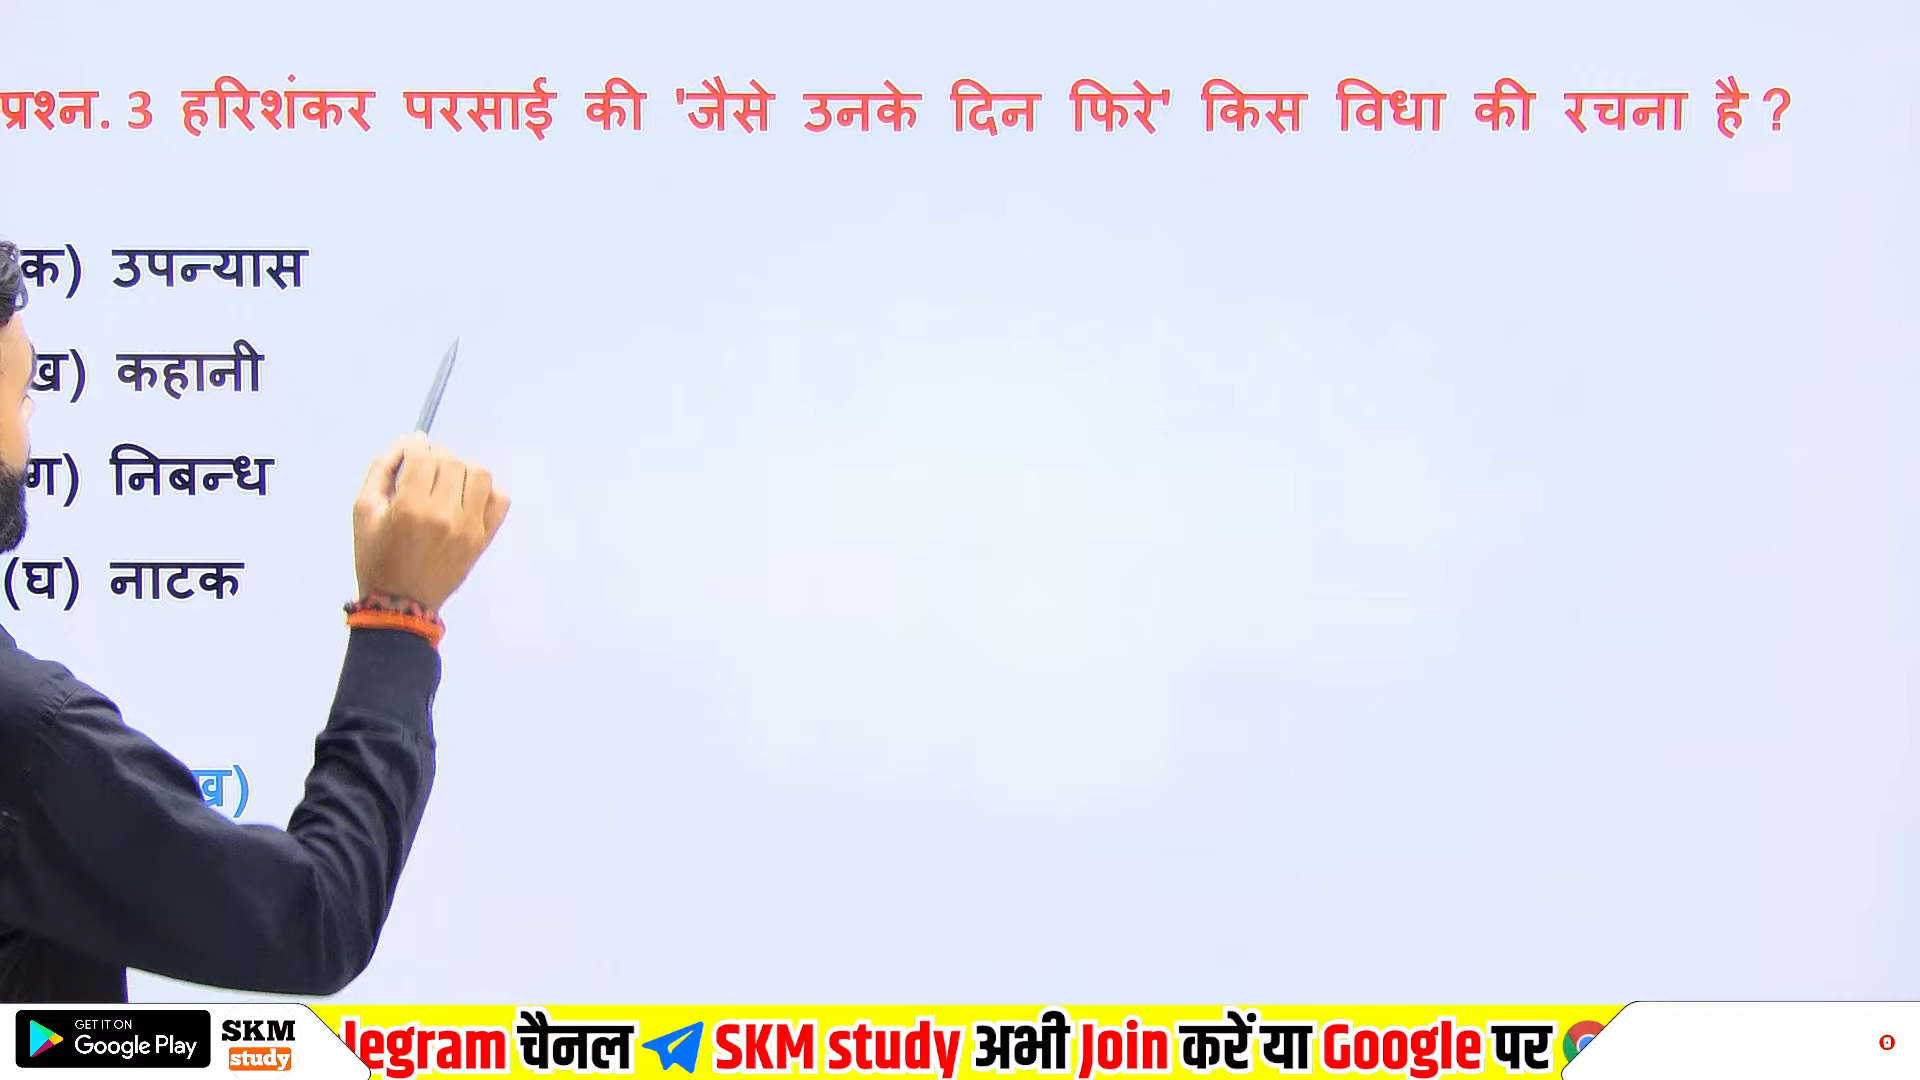 प्रश्न. 3 हरिशंकर परसाई की 'जैसे उनके दिन फिरे' किस विधा की रचना है ?
क) उपन्यास
ख) कहानी
ग) निबन्ध
(घ) नाटक
ख)
GET IT ON
Google Play
SKM
study
legram चैनल SKM study अभी Join करें या Google पर